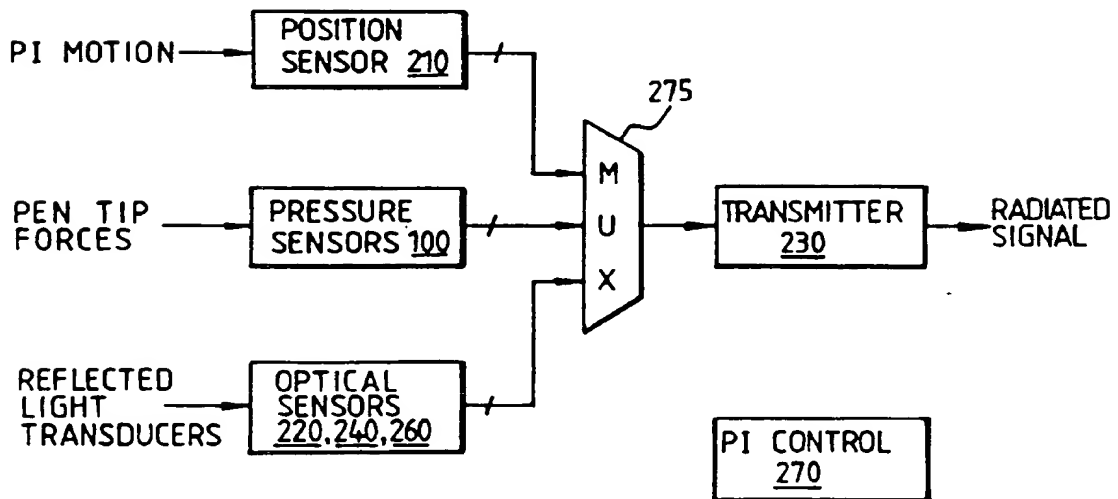 PI MOTION
POSITION
SENSOR 210
275
PEN TIP
FORCES
PRESSURE
SENSORS 100
M
U
X
TRANSMITTER
230
RADIATED
SIGNAL
REFLECTED
LIGHT
TRANSDUCERS
OPTICAL
SENSORS
220,240,260
PI CONTROL
270